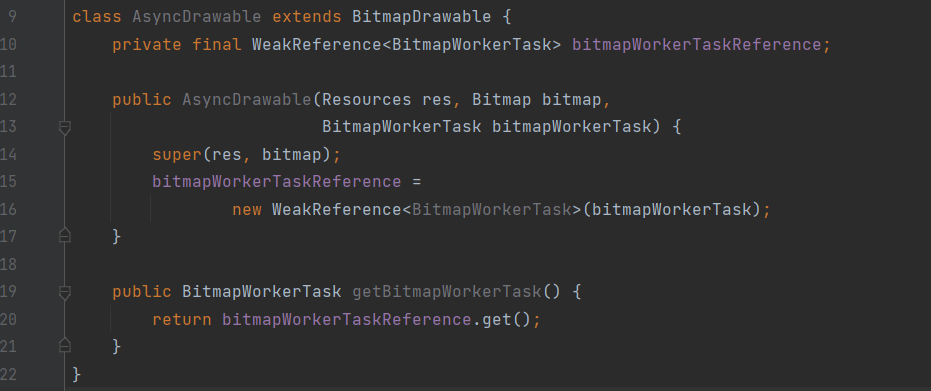 9 class AsyncDrawable extends BitmapDrawable {
10 private final WeakReference<BitmapWorkerTask> bitmapWorkerTaskReference;
11
12 public AsyncDrawable(Resources res, Bitmap bitmap,
13 BitmapWorkerTask bitmapWorkerTask) {
14 super(res, bitmap);
15 bitmapWorkerTaskReference =
16 new WeakReference<BitmapWorkerTask>(bitmapWorkerTask);
17 }
18
19 public BitmapWorkerTask getBitmapWorkerTask() {
20 return bitmapWorkerTaskReference.get();
21 }
22 }